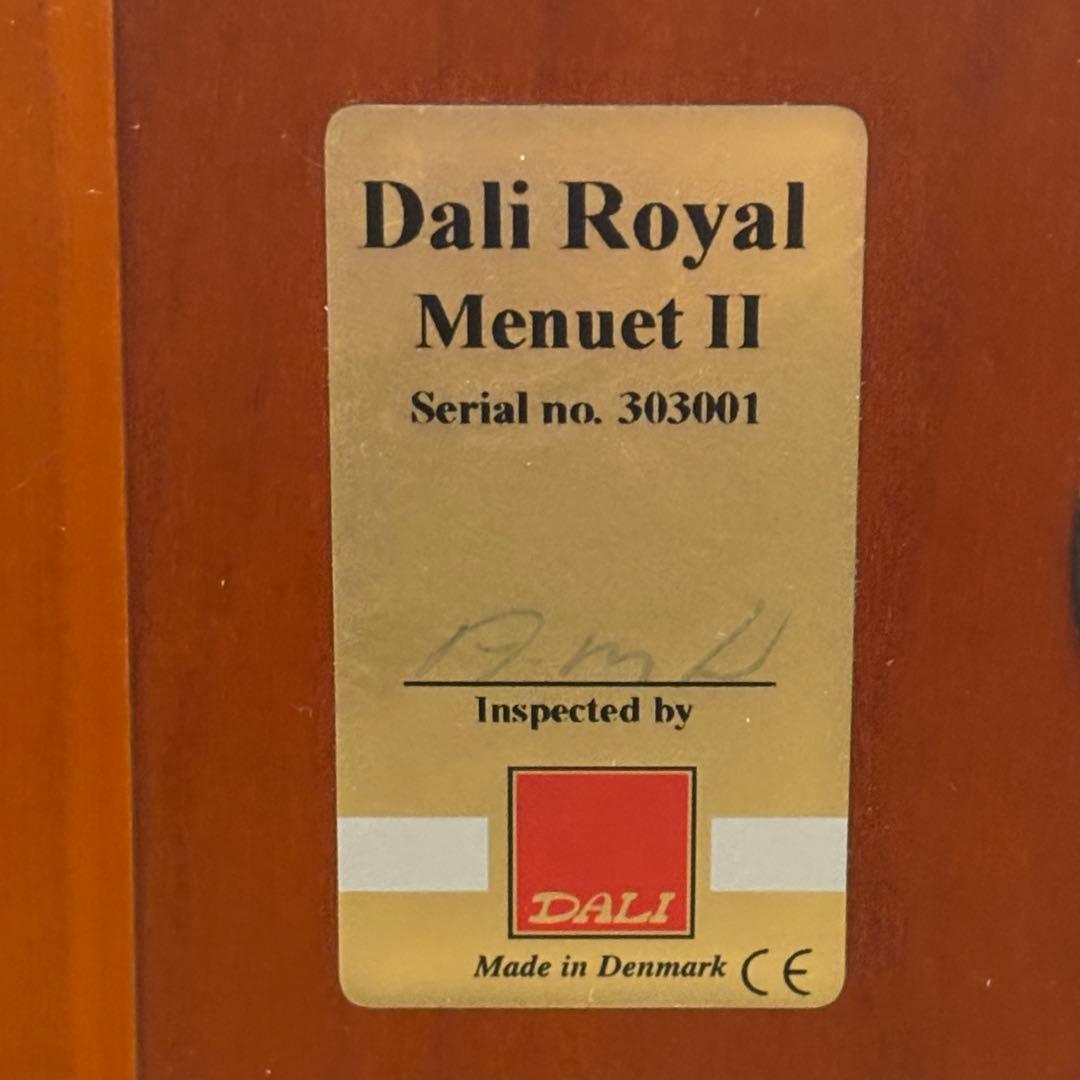 Dali Royal
Menuet II
Serial no. 303001
Inspected by
DALI
Made in Denmark CE